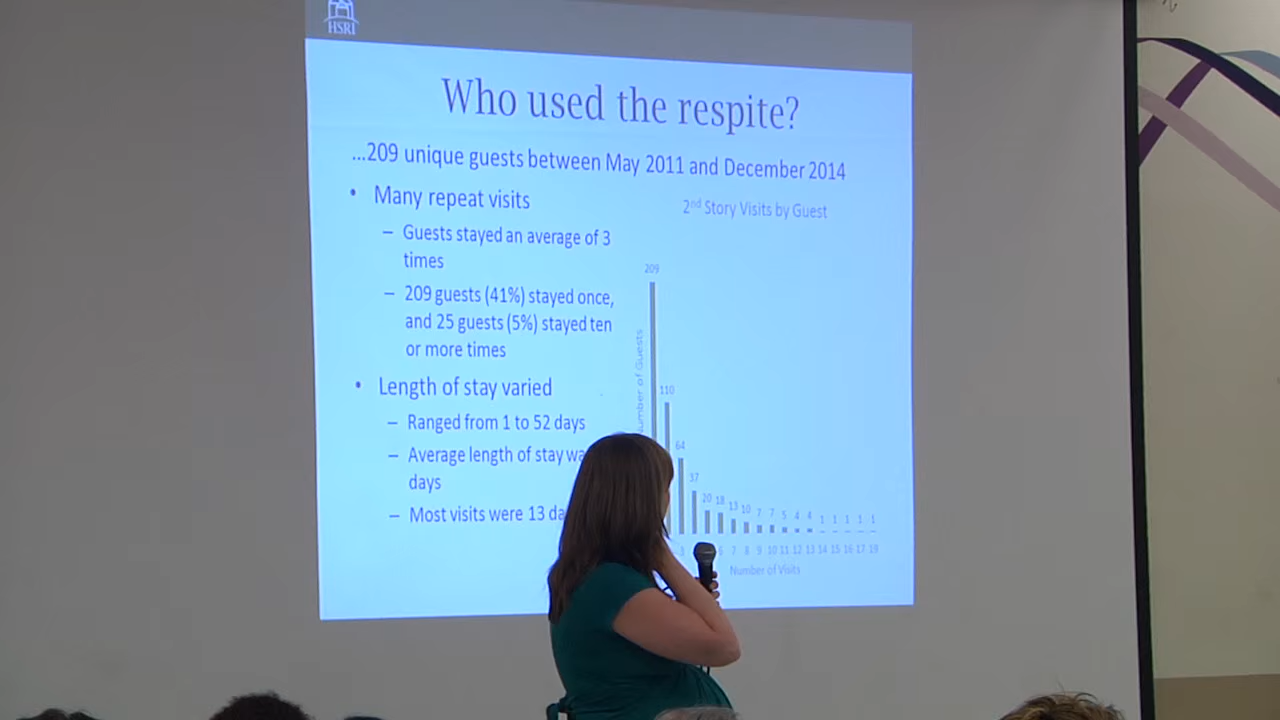 HSRI
Who used the respite?
...209 unique guests between May 2011 and December 2014
• Many repeat visits
– Guests stayed an average of 3
times
– 209 guests (41%) stayed once,
and 25 guests (5%) stayed ten
or more times
• Length of stay varied
– Ranged from 1 to 52 days
– Average length of stay
days
– Most visits were 13
2nd Story Visits by Guest
Number of Guests
209
110
64
37
20 18 13 10 7 7 5 4 4 1 1 1 1 1
3 6 7 8 9 10 11 12 13 14 15 16 17 19
Number of Visits